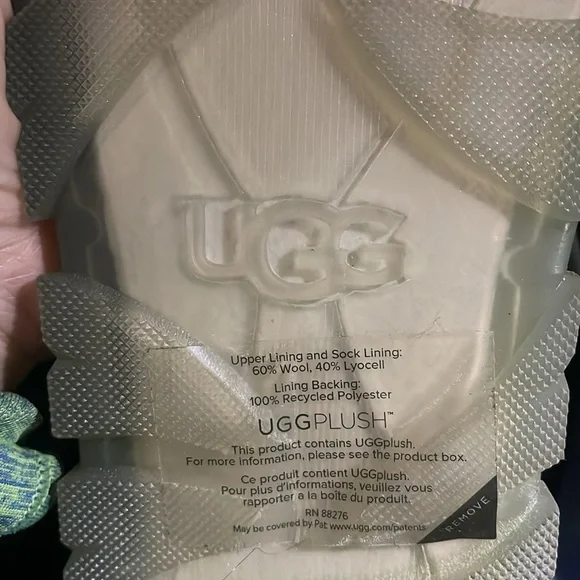 UGG
Upper Lining and Sock Lining:
60% Wool, 40% Lyocell
Lining Backing:
100% Recycled Polyester
UGGPLUSH™
This product contains UGGplush.
For more information, please see the product box.
Ce produit contient UGGplush.
Pour plus d'informations, veuillez vous
rapporter a la boîte du produit.
RN 88276
May be covered by Pat www.ugg.com/patents
REMOVE